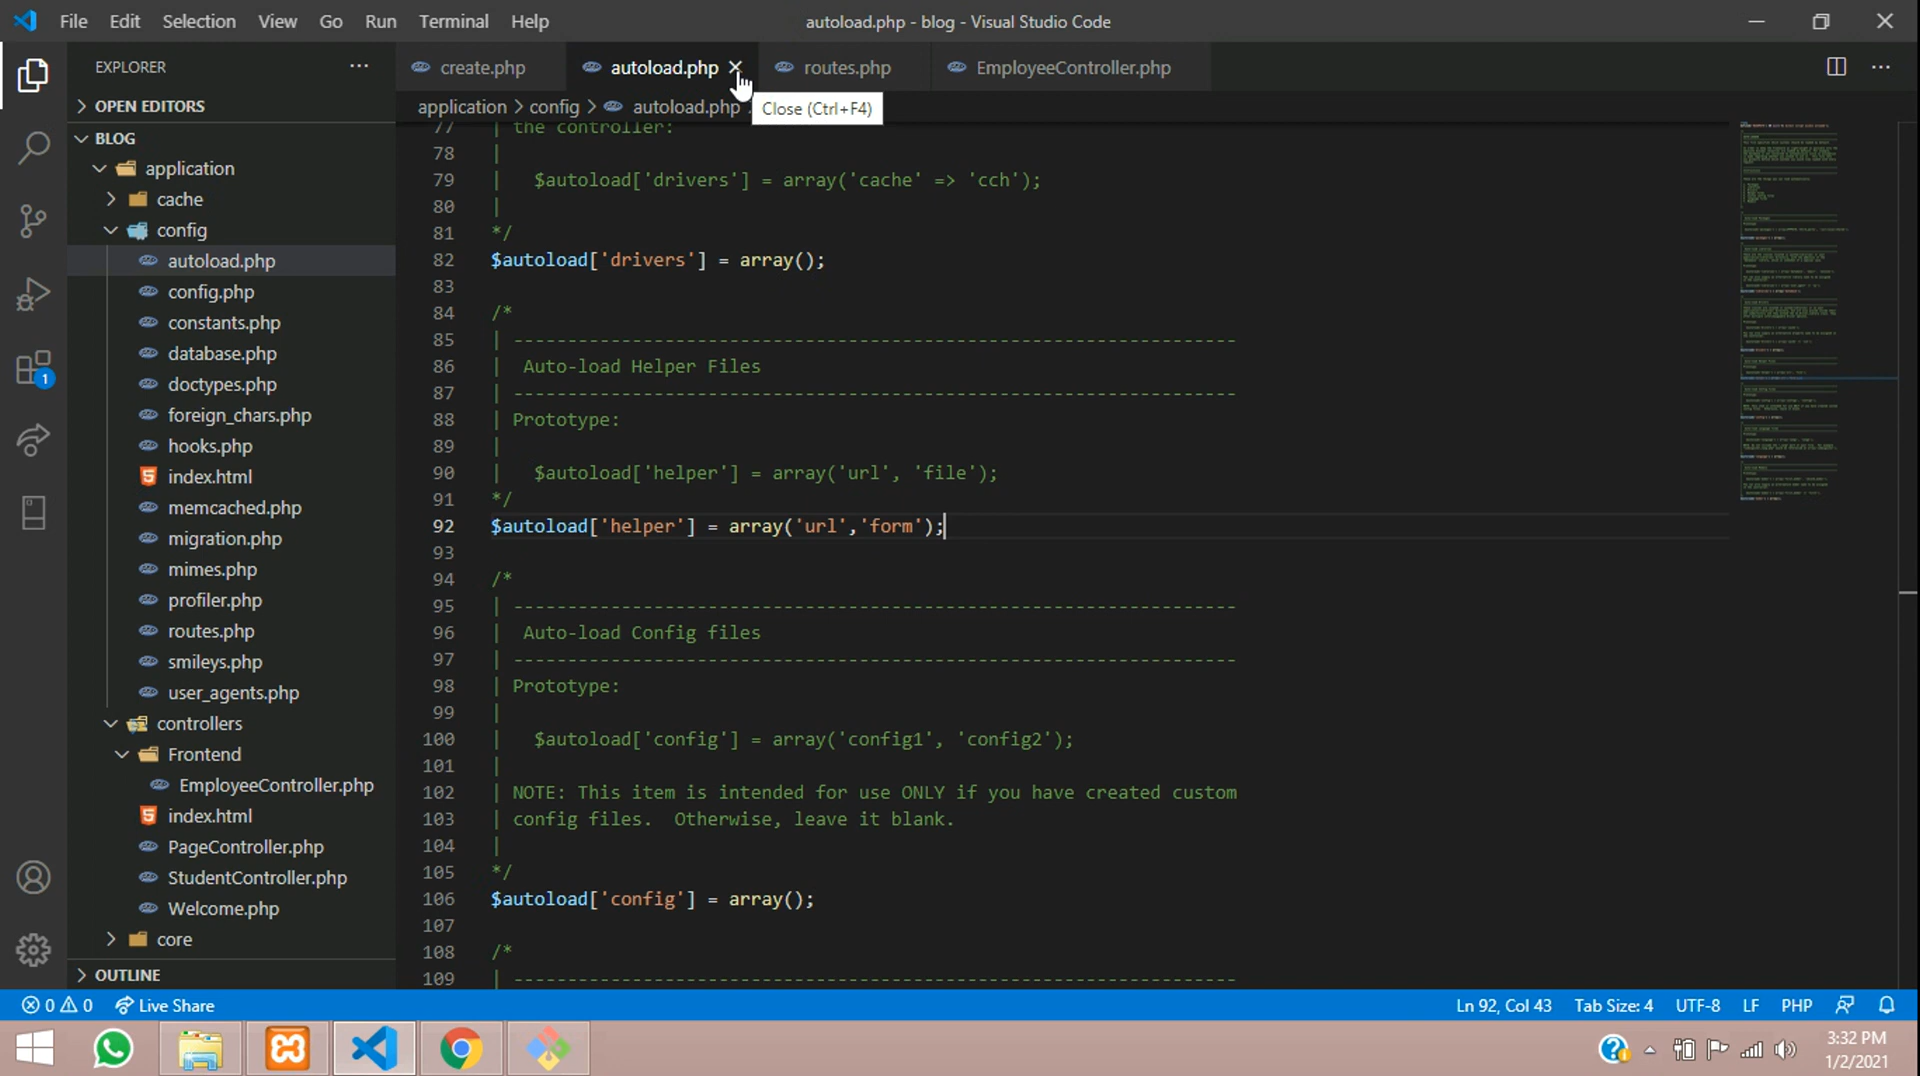 File Edit Selection View Go Run Terminal Help
autoload.php - blog - Visual Studio Code
EXPLORER
create.php
autoload.php
routes.php
EmployeeController.php
OPEN EDITORS
application > config > autoload.php
Close (Ctrl+F4)
BLOG
application
cache
config
autoload.php
config.php
constants.php
database.php
doctypes.php
foreign_chars.php
hooks.php
index.html
memcached.php
migration.php
mimes.php
profiler.php
routes.php
smileys.php
user_agents.php
controllers
Frontend
EmployeeController.php
index.html
PageController.php
StudentController.php
Welcome.php
core
OUTLINE
77 | the controller:
78 |
79 | $autoload['drivers'] = array('cache' => 'cch');
80 |
81 */
82 $autoload['drivers'] = array();
83
84 /*
85 | -------------------------------------------------------------------
86 | Auto-load Helper Files
87 | -------------------------------------------------------------------
88 | Prototype:
89 |
90 | $autoload['helper'] = array('url', 'file');
91 */
92 $autoload['helper'] = array('url','form');
93
94 /*
95 | -------------------------------------------------------------------
96 | Auto-load Config files
97 | -------------------------------------------------------------------
98 | Prototype:
99 |
100 | $autoload['config'] = array('config1', 'config2');
101 |
102 | NOTE: This item is intended for use ONLY if you have created custom
103 | config files.  Otherwise, leave it blank.
104 |
105 */
106 $autoload['config'] = array();
107
108 /*
109 | -------------------------------------------------------------------
1
0 0 Live Share
Ln 92, Col 43 Tab Size: 4 UTF-8 LF PHP
3:32 PM
1/2/2021